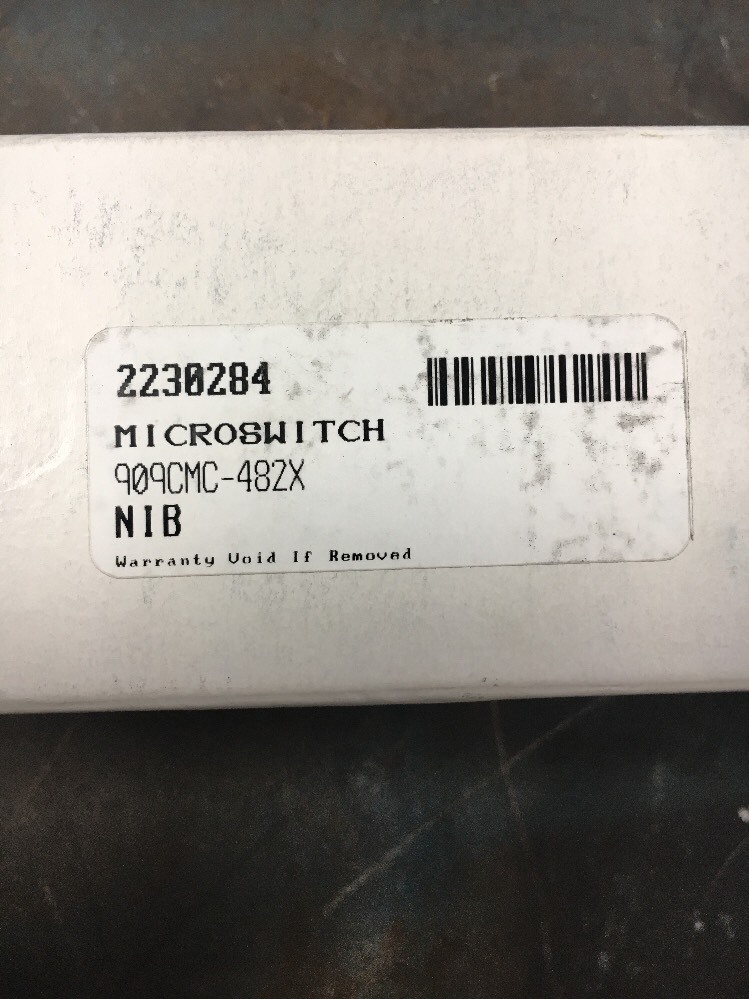 2230284
MICROSWITCH
909CMC-482X
NIB
Warranty Void If Removed